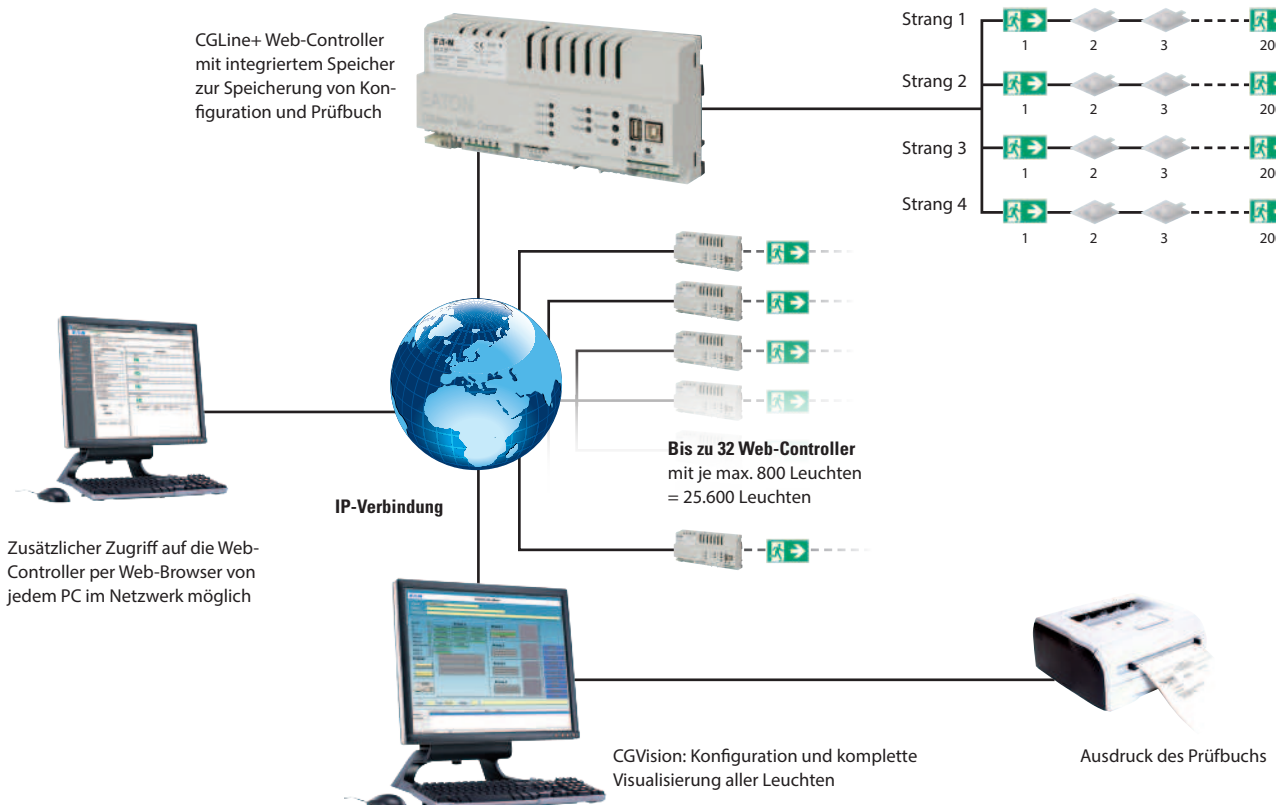 CGLine+ Web-Controller
mit integriertem Speicher
zur Speicherung von Kon-
figuration und Prüfbuch
EATON
Strang 1
1 2 3
Strang 2
1 2 3
Strang 3
1 2 3
Strang 4
1 2 3
Bis zu 32 Web-Controller
mit je max. 800 Leuchten
= 25.600 Leuchten
IP-Verbindung
Zusätzlicher Zugriff auf die Web-
Controller per Web-Browser von
jedem PC im Netzwerk möglich
CGVision: Konfiguration und komplette
Visualisierung aller Leuchten
Ausdruck des Prüfbuchs